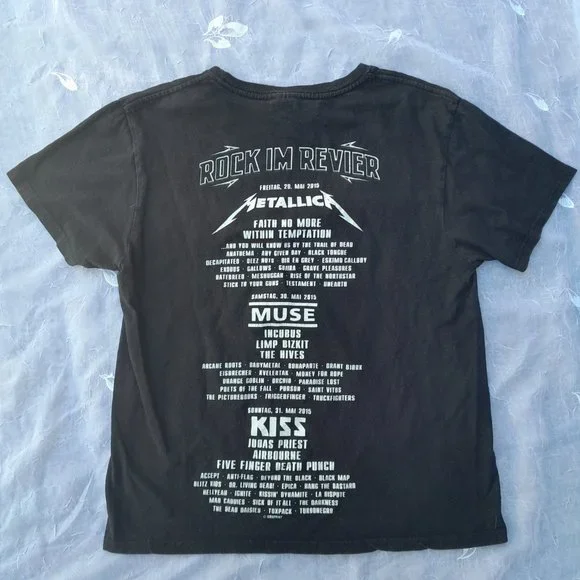 ROCK IM REVIER
FREITAG, 29. MAI 2015
METALLICA
FAITH NO MORE
WITHIN TEMPTATION
...AND YOU WILL KNOW US BY THE TRAIL OF DEAD
ANATHEMA · ANY GIVEN DAY · BLACK TONGUE
DECAPITATED · DEEZ NUTS · DIR EN GREY · ESKIMO CALLBOY
EXODUS · GALLOWS · GOJIRA · GRAVE PLEASURES
HATEBREED · MESHUGGAH · RISE OF THE NORTHSTAR
STICK TO YOUR GUNS · TESTAMENT · UNEARTH
SAMSTAG, 30. MAI 2015
MUSE
INCUBUS
LIMP BIZKIT
THE HIVES
ARCANE ROOTS · BABYMETAL · BONAPARTE · BRANT BJORK
EISBRECHER · KVELERTAK · MONEY FOR ROPE
ORANGE GOBLIN · ORCHID · PARADISE LOST
POETS OF THE FALL · PURSON · SAINT VITUS
THE PICTUREBOOKS · TRIGGERFINGER · TRUCKFIGHTERS
SONNTAG, 31. MAI 2015
KISS
JUDAS PRIEST
AIRBOURNE
FIVE FINGER DEATH PUNCH
ACCEPT · ANTI-FLAG · BEYOND THE BLACK · BLACK MAP
BLITZ KIDS · DR. LIVING DEAD! · EPICA · HANG THE BASTARD
HELLYEAH · IGNITE · KISSIN' DYNAMITE · LA DISPUTE
MAD CADDIES · SICK OF IT ALL · THE DARKNESS
THE DEAD DAISIES · TOXPACK · TURBONEGRO